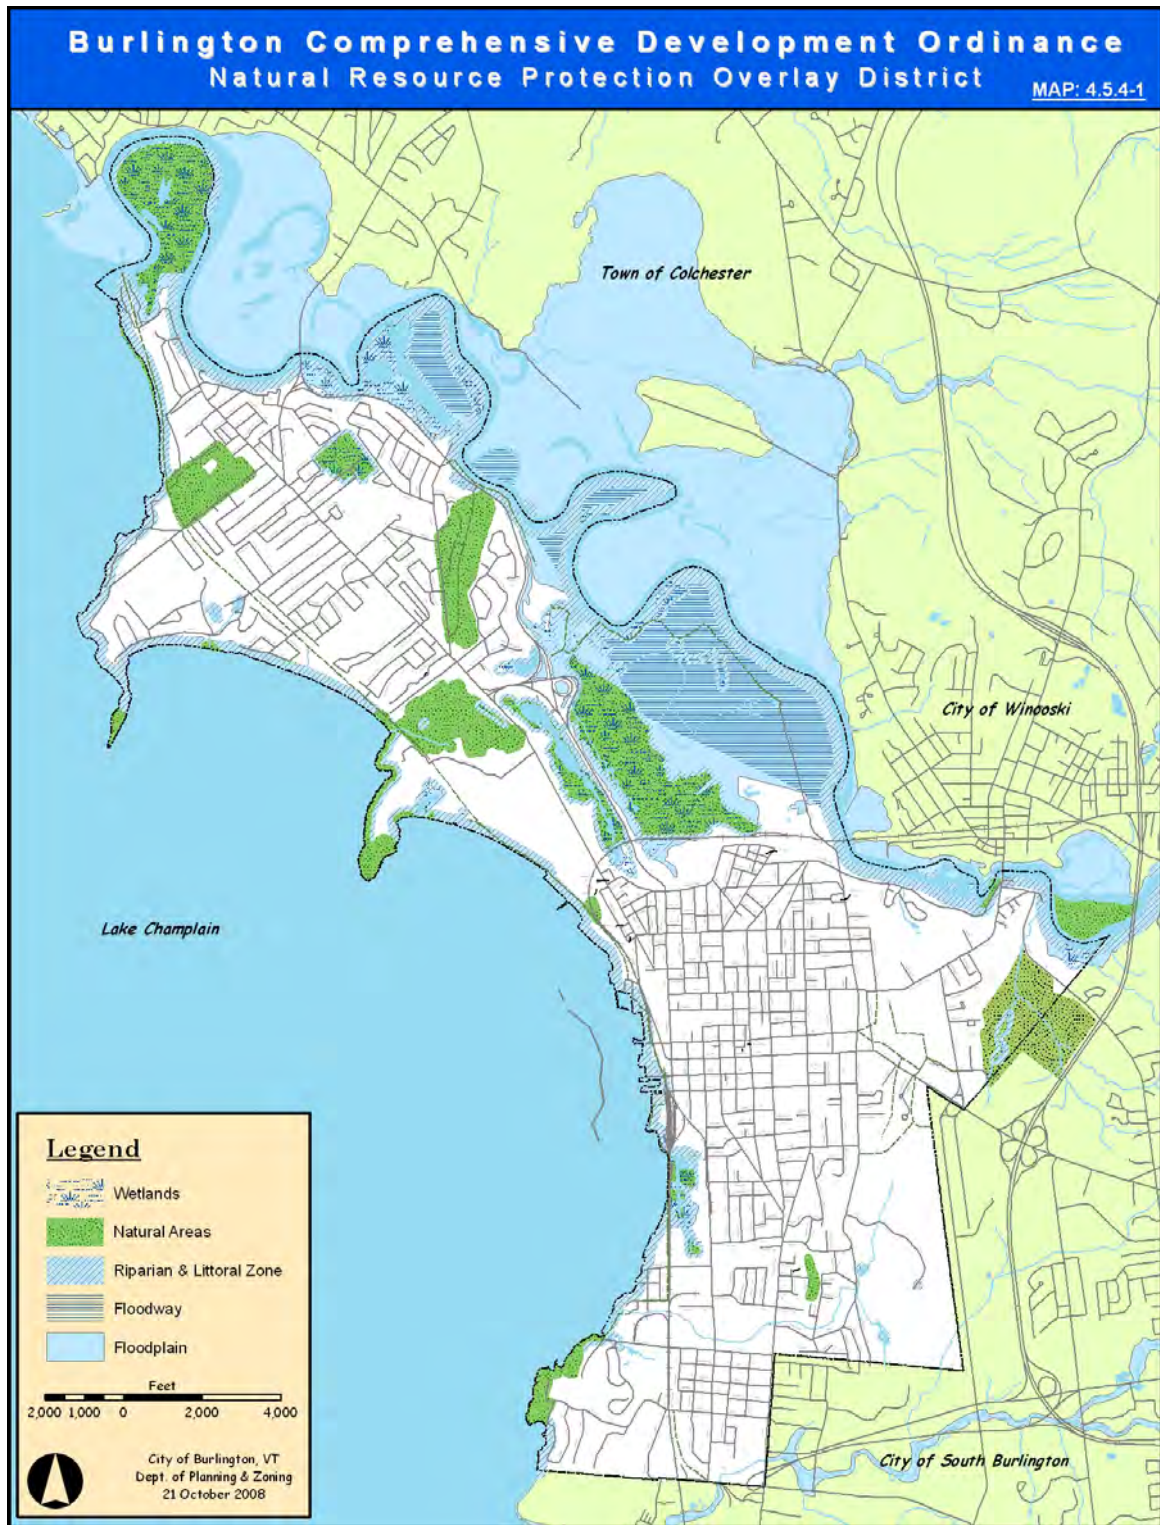 Burlington Comprehensive Development Ordinance
Natural Resource Protection Overlay District
MAP: 4.5.4-1
Town of Colchester
City of Winooski
Lake Champlain
Legend
Wetlands
Natural Areas
Riparian & Littoral Zone
Floodway
Floodplain
Feet
2,000 1,000 0 2,000 4,000
City of Burlington, VT
Dept. of Planning & Zoning
21 October 2008
City of South Burlington